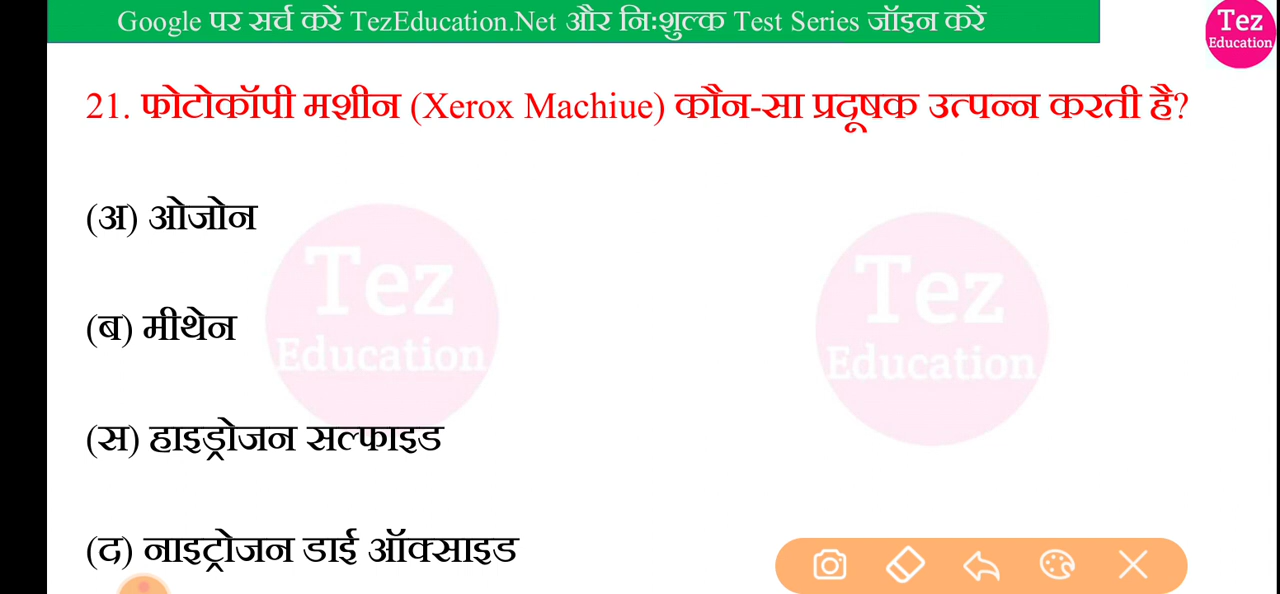 Google पर सर्च करें TezEducation.Net और निःशुल्क Test Series जॉइन करें
Tez
Education
21. फोटोकॉपी मशीन (Xerox Machiue) कौन-सा प्रदूषक उत्पन्न करती है?
(अ) ओजोन
(ब) मीथेन
(स) हाइड्रोजन सल्फाइड
(द) नाइट्रोजन डाई ऑक्साइड
Tez
Education
Tez
Education